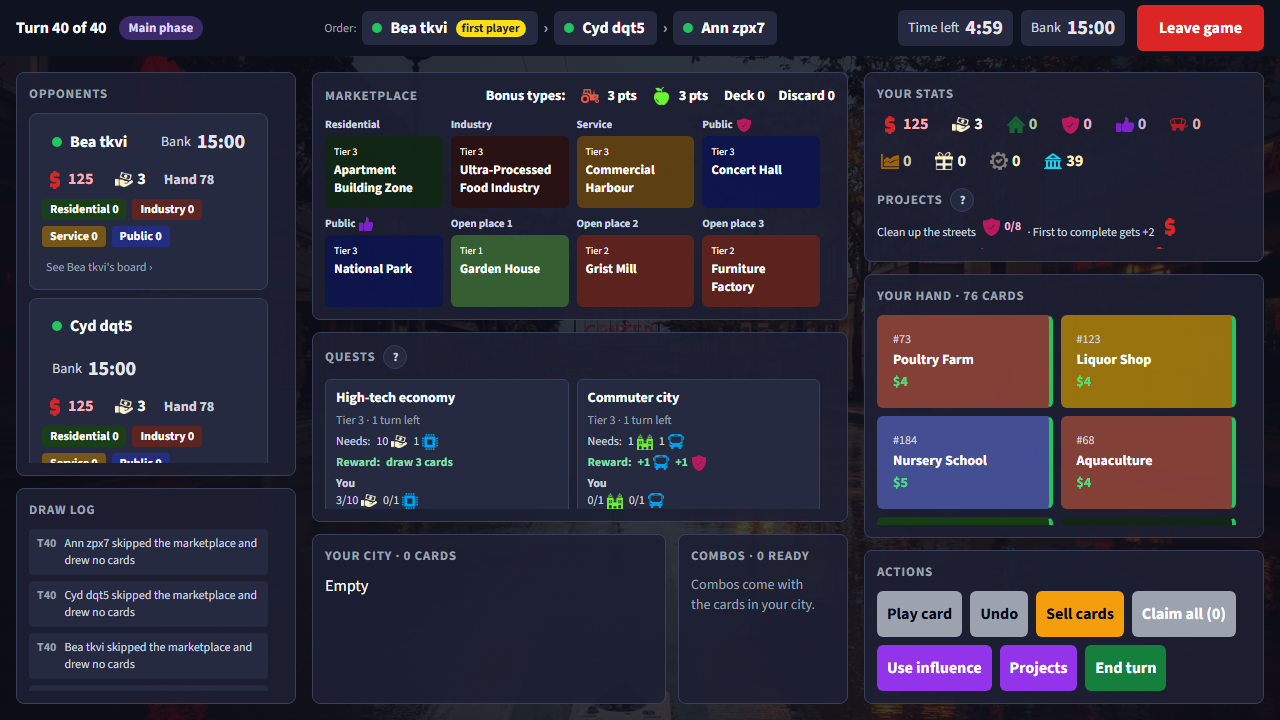 Turn 40 of 40
Main phase
Order:
Bea tkvi first player › Cyd dqt5 › Ann zpx7
Time left 4:59
Bank 15:00
Leave game
OPPONENTS
Bea tkvi Bank 15:00
125 3 Hand 78
Residential 0 Industry 0
Service 0 Public 0
See Bea tkvi's board ›
Cyd dqt5
Bank 15:00
125 3 Hand 78
Residential 0 Industry 0
Service 0 Public 0
DRAW LOG
T40 Ann zpx7 skipped the marketplace and
drew no cards
T40 Cyd dqt5 skipped the marketplace and
drew no cards
T40 Bea tkvi skipped the marketplace and
drew no cards
MARKETPLACE
Bonus types: 3 pts 3 pts Deck 0 Discard 0
Residential Industry Service Public
Tier 3
Apartment
Building Zone
Tier 3
Ultra-Processed
Food Industry
Tier 3
Commercial
Harbour
Tier 3
Concert Hall
Public Open place 1 Open place 2 Open place 3
Tier 3
National Park
Tier 1
Garden House
Tier 2
Grist Mill
Tier 2
Furniture
Factory
QUESTS ?
High-tech economy
Tier 3 · 1 turn left
Needs: 10 1
Reward: draw 3 cards
You
3/10 0/1
Commuter city
Tier 3 · 1 turn left
Needs: 1 1
Reward: +1 +1
You
0/1 0/1
YOUR CITY · 0 CARDS
Empty
COMBOS · 0 READY
Combos come with
the cards in your city.
YOUR STATS
125 3 0 0 0 0
0 0 0 39
PROJECTS ?
Clean up the streets 0/8 · First to complete gets +2
YOUR HAND · 76 CARDS
#73
Poultry Farm
$4
#123
Liquor Shop
$4
#184
Nursery School
$5
#68
Aquaculture
$4
ACTIONS
Play card
Undo
Sell cards
Claim all (0)
Use influence
Projects
End turn